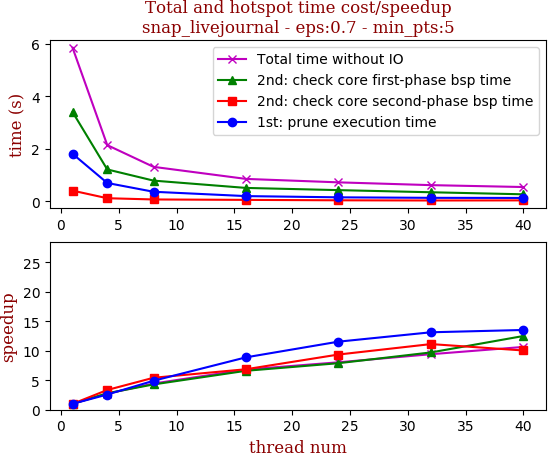 Total and hotspot time cost/speedup
snap_livejournal - eps:0.7 - min_pts:5
time (s)
6
4
2
0
Total time without IO
2nd: check core first-phase bsp time
2nd: check core second-phase bsp time
1st: prune execution time
0 5 10 15 20 25 30 35 40
speedup
25
20
15
10
5
0
0 5 10 15 20 25 30 35 40
thread num